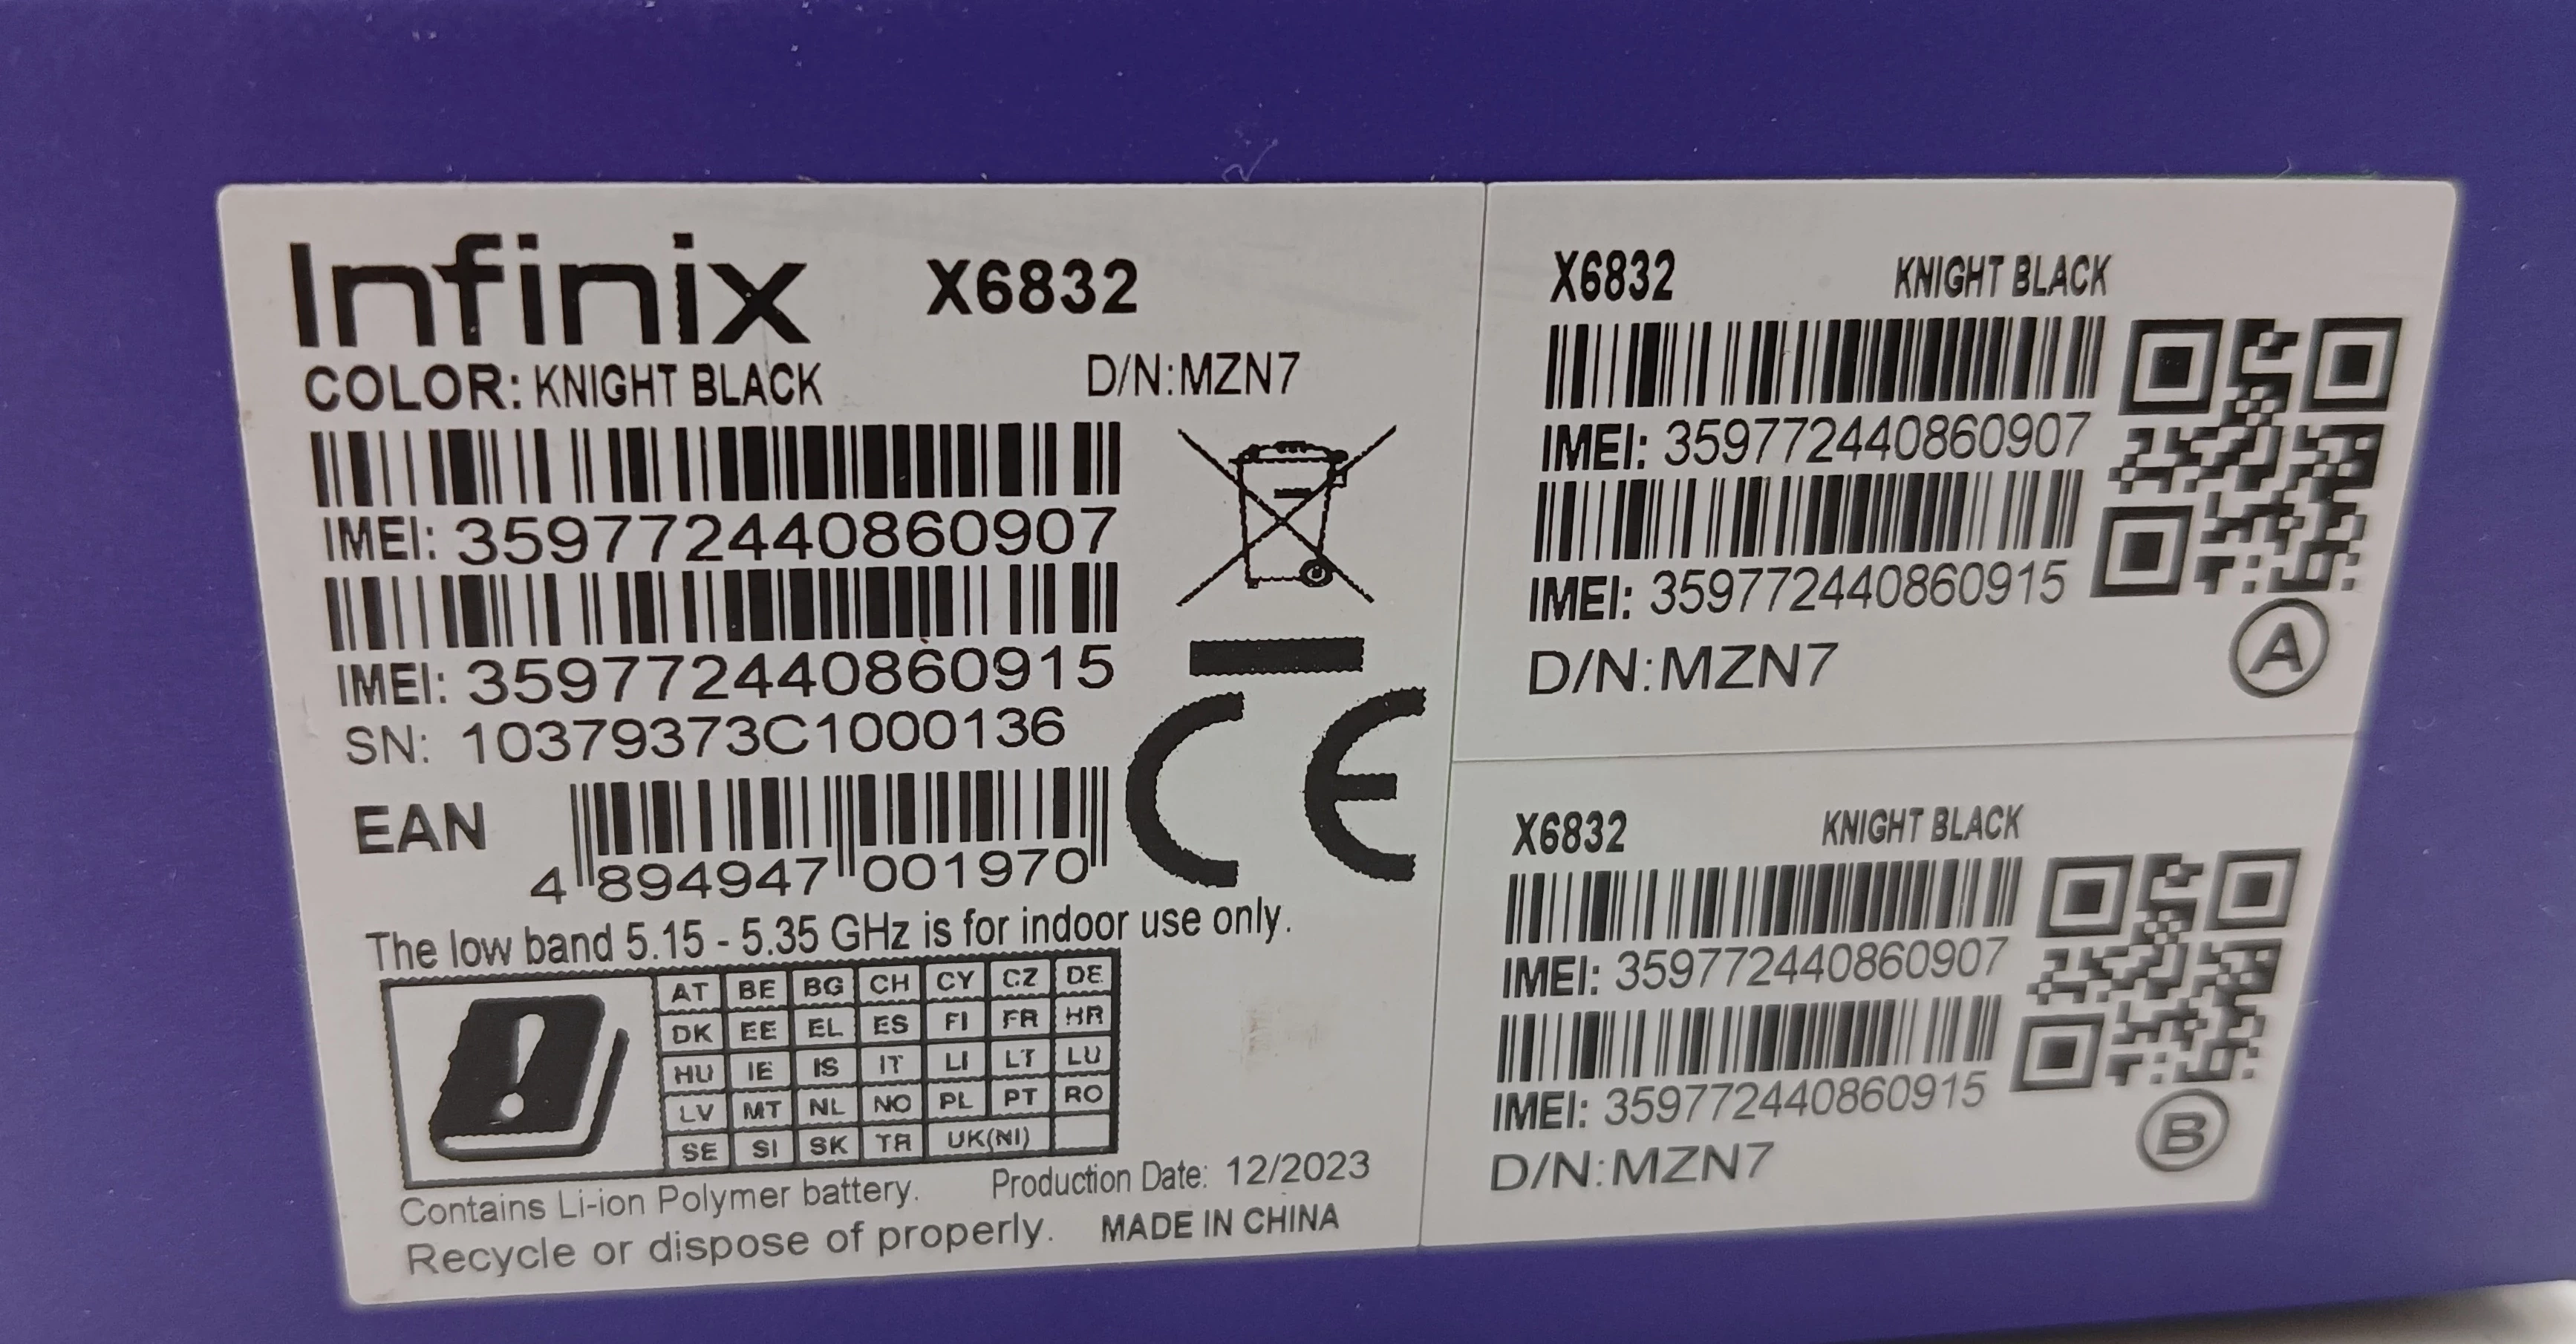 Infinix X6832
COLOR: KNIGHT BLACK D/N:MZN7
IMEI: 359772440860907
IMEI: 359772440860915
SN: 10379373C1000136
EAN
4 894947 001970
The low band 5.15 - 5.35 GHz is for indoor use only.
AT BE BG CH CY CZ DE
DK EE EL ES FI FR HR
HU IE IS IT LI LT LU
LV MT NL NO PL PT RO
SE SI SK TR UK(NI)
Contains Li-ion Polymer battery. Production Date: 12/2023
Recycle or dispose of properly. MADE IN CHINA
CE
X6832 KNIGHT BLACK
IMEI: 359772440860907
IMEI: 359772440860915
D/N:MZN7
A
X6832 KNIGHT BLACK
IMEI: 359772440860907
IMEI: 359772440860915
D/N:MZN7
B